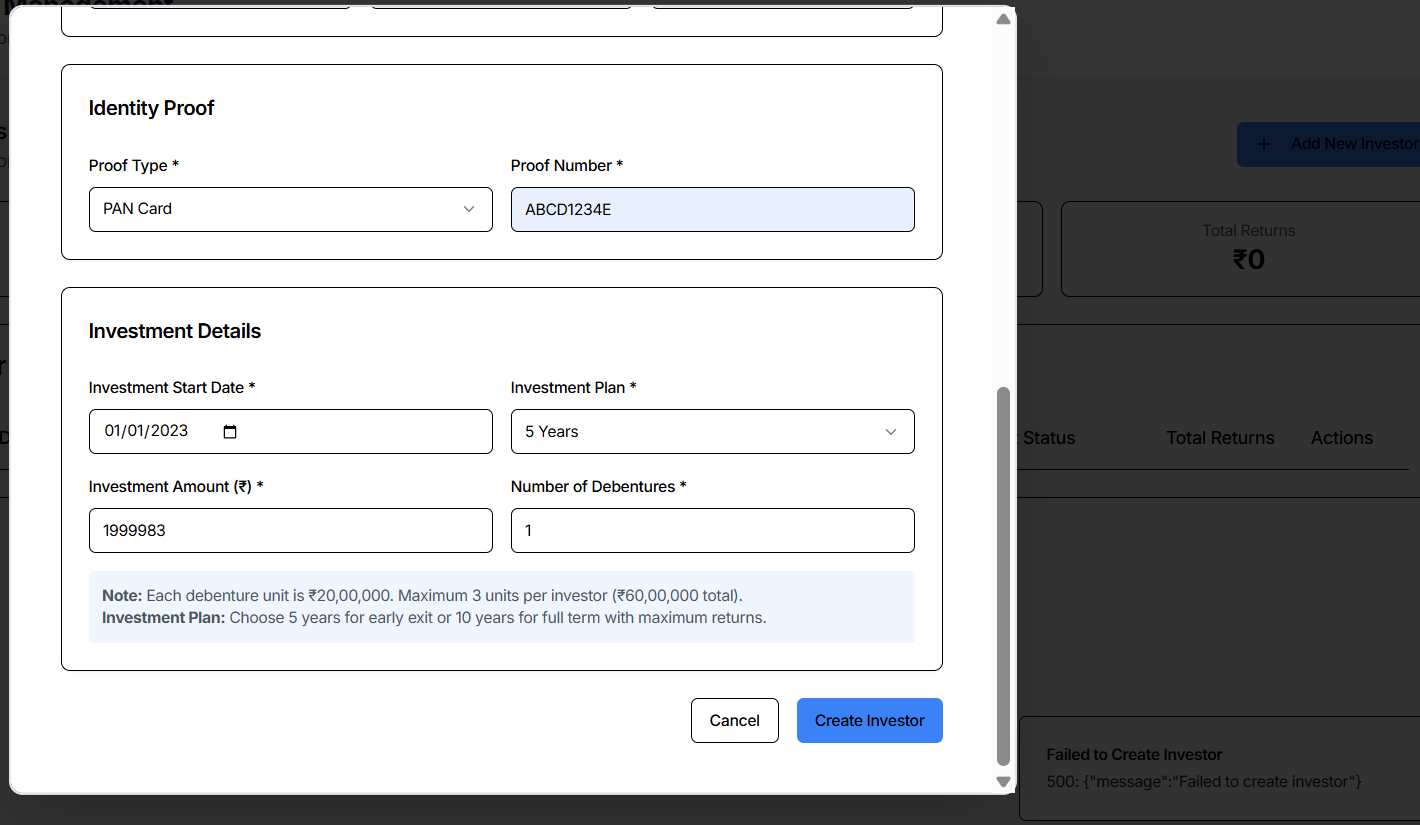 Management
Identity Proof
Proof Type *
Proof Number *
PAN Card
ABCD1234E
Investment Details
Investment Start Date *
Investment Plan *
01/01/2023
5 Years
Investment Amount (₹) *
Number of Debentures *
1999983
1
Note: Each debenture unit is ₹20,00,000. Maximum 3 units per investor (₹60,00,000 total).
Investment Plan: Choose 5 years for early exit or 10 years for full term with maximum returns.
Cancel
Create Investor
+ Add New Investor
Total Returns
₹0
Status
Total Returns
Actions
Failed to Create Investor
500: {"message":"Failed to create investor"}